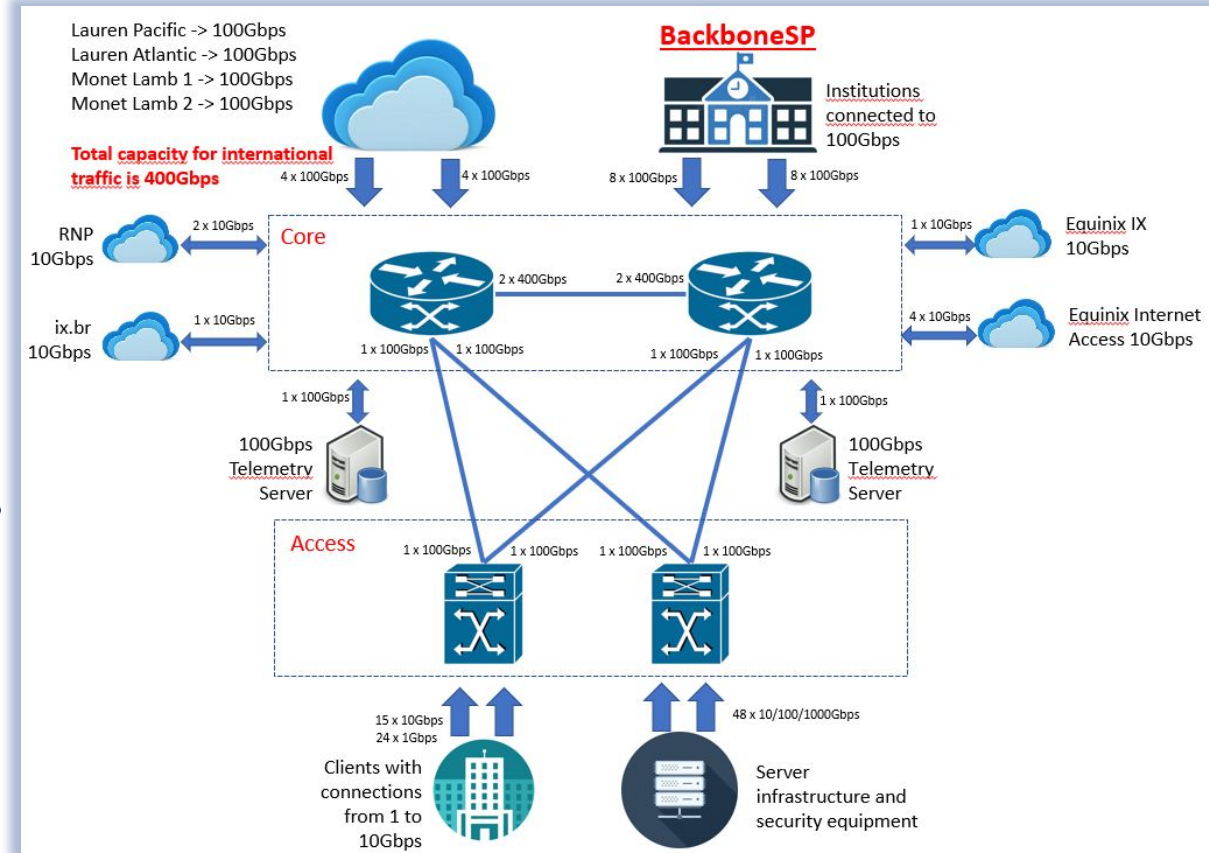 Lauren Pacific -> 100Gbps
Lauren Atlantic -> 100Gbps
Monet Lamb 1 -> 100Gbps
Monet Lamb 2 -> 100Gbps
Total capacity for international
traffic is 400Gbps
BackboneSP
Institutions
connected to
100Gbps
4 x 100Gbps
4 x 100Gbps
8 x 100Gbps
8 x 100Gbps
RNP
10Gbps
2 x 10Gbps
Core
1 x 10Gbps
Equinix IX
10Gbps
2 x 400Gbps
2 x 400Gbps
ix.br
10Gbps
1 x 10Gbps
4 x 10Gbps
Equinix Internet
Access 10Gbps
1 x 100Gbps
1 x 100Gbps
1 x 100Gbps
1 x 100Gbps
1 x 100Gbps
1 x 100Gbps
100Gbps
Telemetry
Server
100Gbps
Telemetry
Server
Access
1 x 100Gbps
1 x 100Gbps
1 x 100Gbps
1 x 100Gbps
15 x 10Gbps
24 x 1Gbps
48 x 10/100/1000Gbps
Clients with
connections
from 1 to
10Gbps
Server
infrastructure and
security equipment